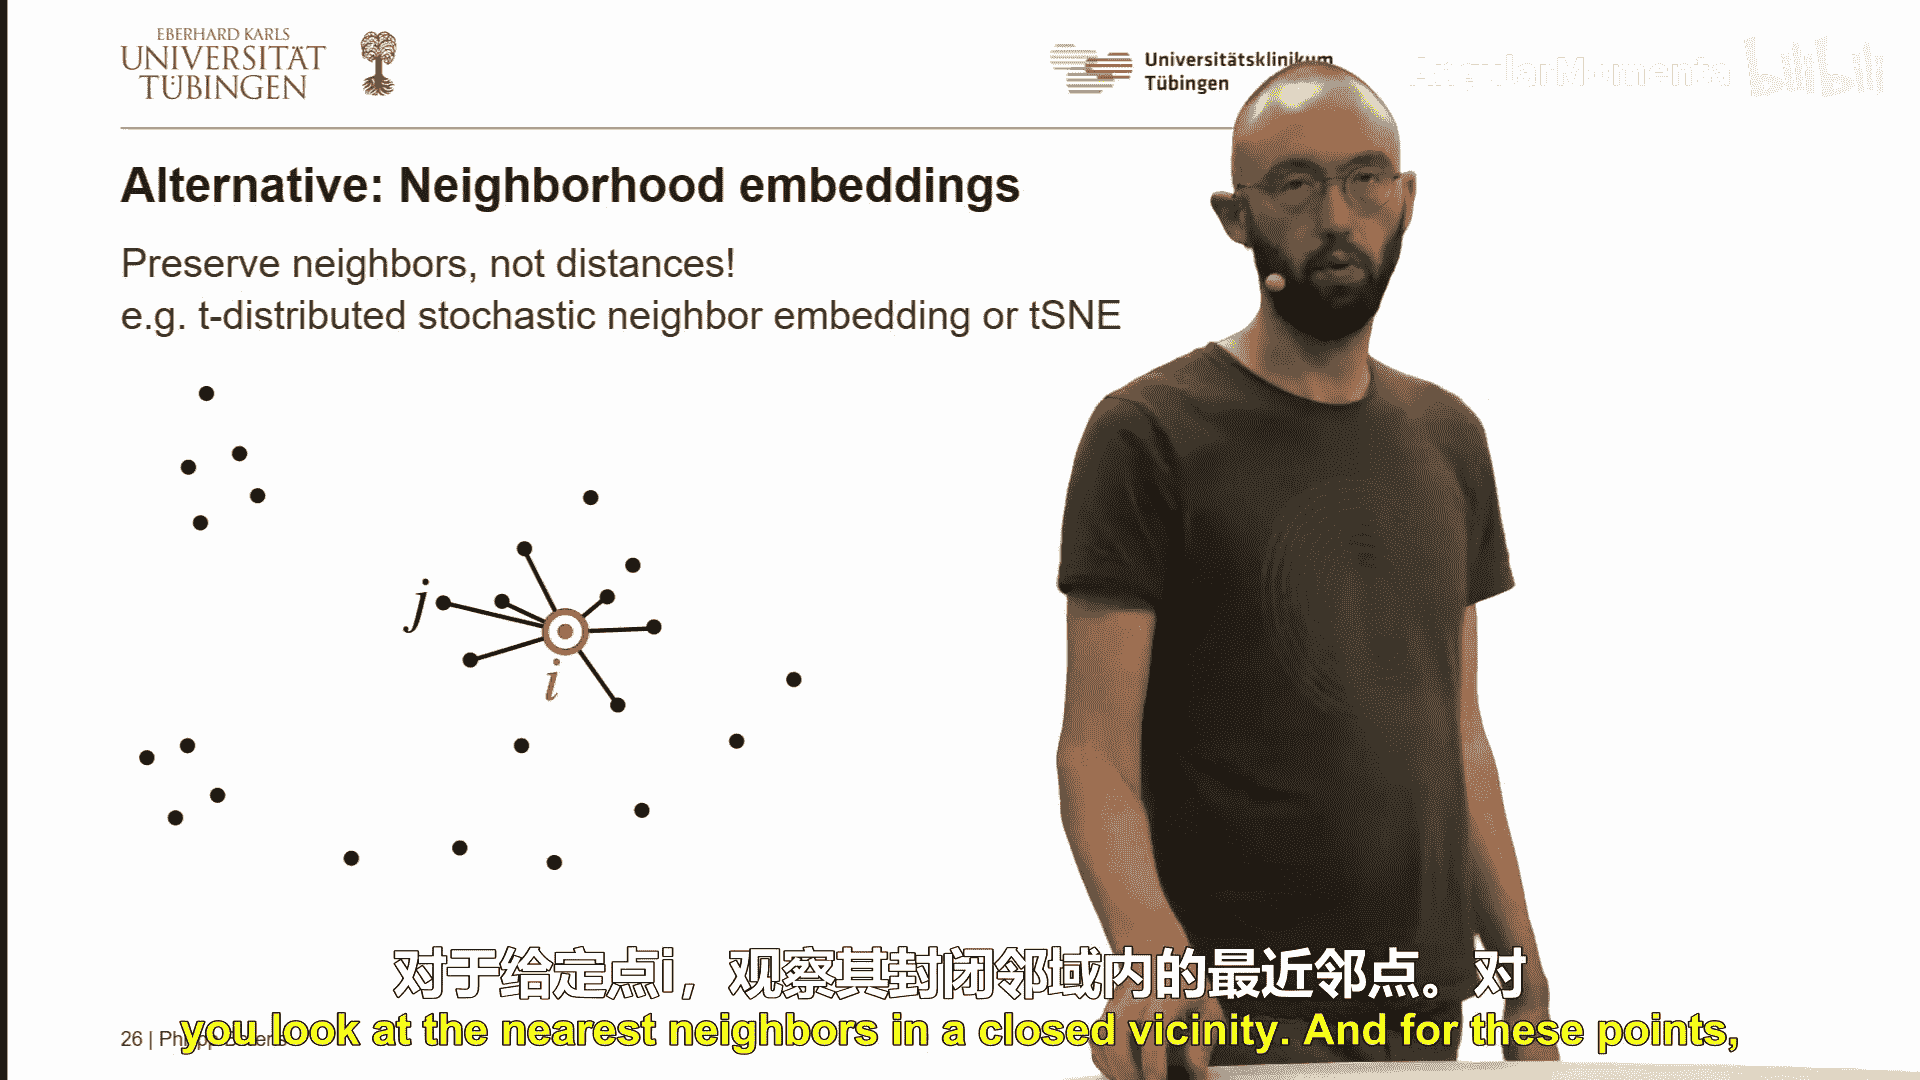 EBERHARD KARLS
UNIVERSITÄT
TÜBINGEN
Universitätsklinikum
Tübingen
AngularMomenta bilibili
Alternative: Neighborhood embeddings
Preserve neighbors, not distances!
e.g. t-distributed stochastic neighbor embedding or tSNE
j
i
对于给定点i，观察其封闭邻域内的最近邻点。对
26 |
you look at the nearest neighbors in a closed vicinity. And for these points,